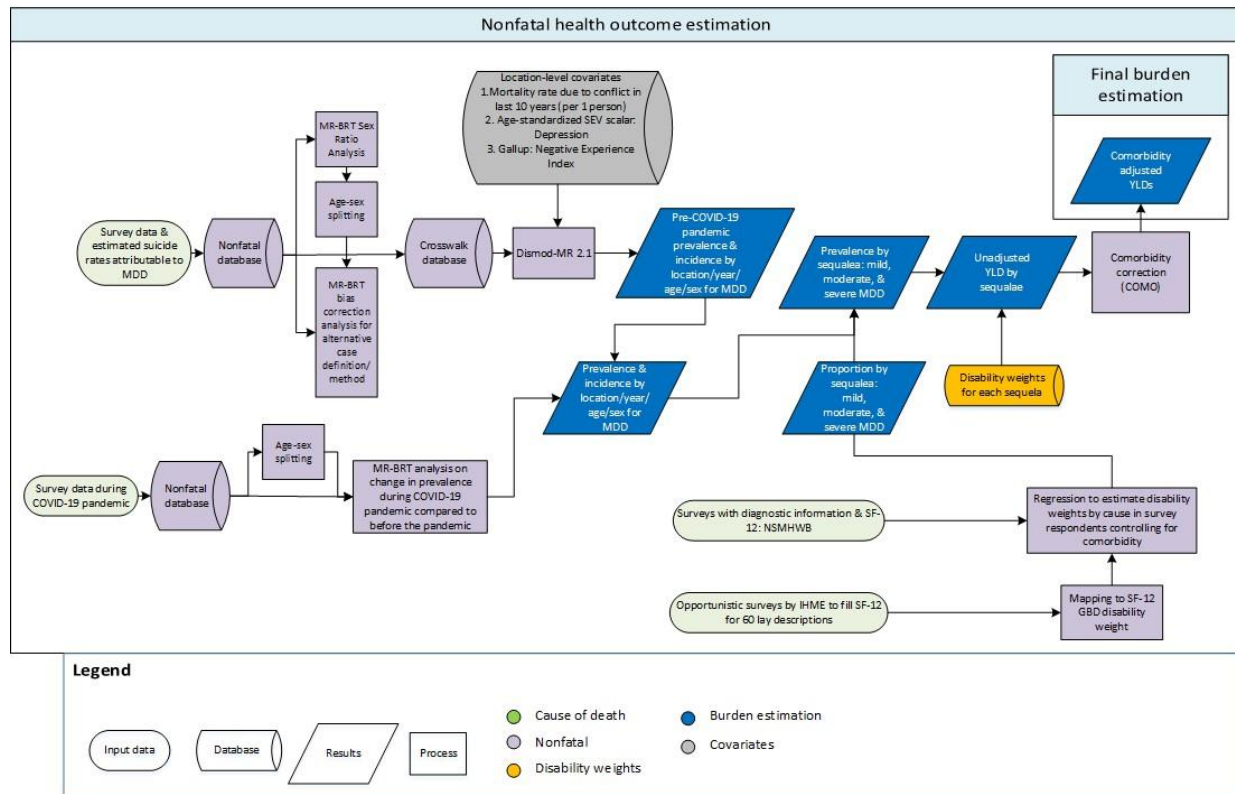 Nonfatal health outcome estimation
Final burden
estimation
Location-level covariates
1.Mortality rate due to conflict in
last 10 years (per 1 person)
2. Age-standardized SEV scalar:
Depression
3. Gallup: Negative Experience
Index
MR-BRT Sex
Ratio
Analysis
Age-sex
splitting
Survey data &
estimated suicide
rates attributable to
MDD
Nonfatal
database
MR-BRT
bias
correction
analysis for
alternative
case
definition/
method
Crosswalk
database
Dismod-MR 2.1
Pre-COVID-19
pandemic
prevalence &
incidence by
location/year/
age/sex for MDD
Prevalence by
sequalea: mild,
moderate, &
severe MDD
Unadjusted
YLD by
sequalae
Comorbidity
correction
(COMO)
Comorbidity
adjusted
YLDs
Prevalence &
incidence by
location/year/
age/sex for
MDD
Proportion by
sequalea:
mild,
moderate, &
severe MDD
Disability weights
for each sequela
Survey data during
COVID-19 pandemic
Nonfatal
database
Age-sex
splitting
MR-BRT analysis on
change in prevalence
during COVID-19
pandemic compared to
before the pandemic
Surveys with diagnostic information & SF-
12: NSMHWB
Regression to estimate disability
weights by cause in survey
respondents controlling for
comorbidity
Opportunistic surveys by IHME to fill SF-12
for 60 lay descriptions
Mapping to SF-12
GBD disability
weight
Legend
Input data
Database
Results
Process
Cause of death
Nonfatal
Disability weights
Burden estimation
Covariates